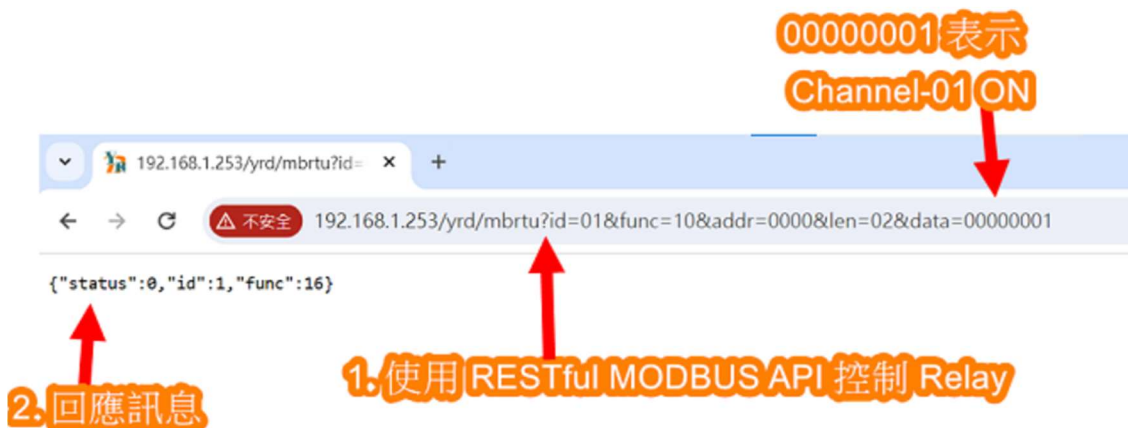 00000001 表示
Channel-01 ON
192.168.1.253/yrd/mbrtu?id=
不安全 192.168.1.253/yrd/mbrtu?id=01&func=10&addr=0000&len=02&data=00000001
{"status":0,"id":1,"func":16}
1. 使用 RESTful MODBUS API 控制 Relay
2. 回應訊息